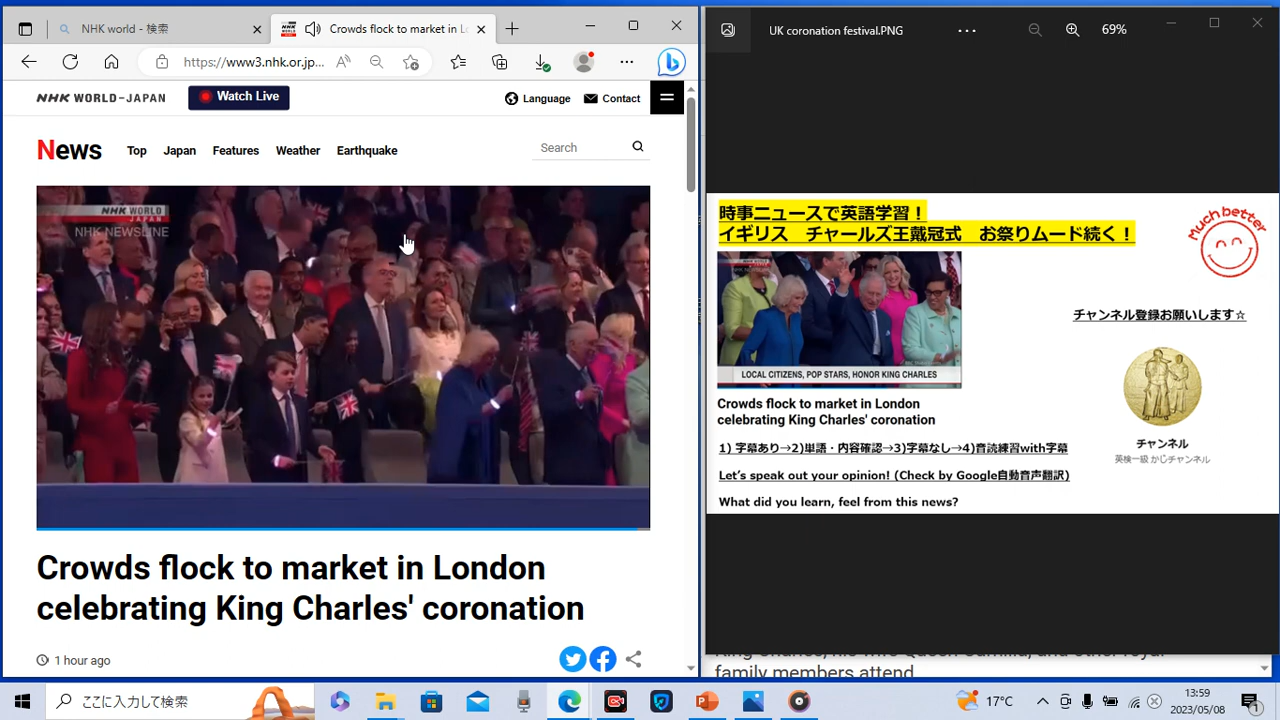 NHK world - 検索
Crowds flock to market in Lo
https://www3.nhk.or.jp...
NHK WORLD-JAPAN
Watch Live
Language
Contact
News
Top
Japan
Features
Weather
Earthquake
Search
NHK WORLD
JAPAN
NHK NEWSLINE
Crowds flock to market in London
celebrating King Charles' coronation
1 hour ago
UK coronation festival.PNG
69%
時事ニュースで英語学習！
イギリス　チャールズ王戴冠式　お祭りムード続く！
Much better
LOCAL CITIZENS, POP STARS, HONOR KING CHARLES
チャンネル登録お願いします☆
Crowds flock to market in London
celebrating King Charles' coronation
チャンネル
英検一級 かじチャンネル
1) 字幕あり→2)単語・内容確認→3)字幕なし→4)音読練習with字幕
Let's speak out your opinion! (Check by Google自動音声翻訳)
What did you learn, feel from this news?
King Charles, his wife Queen Camilla, and other royal
family members attend
ここに入力して検索
17°C
13:59
2023/05/08
1